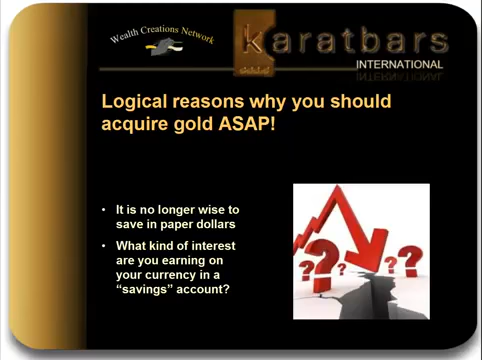 Wealth Creations Network
karatbars
INTERNATIONAL
Logical reasons why you should
acquire gold ASAP!
• It is no longer wise to
save in paper dollars
• What kind of interest
are you earning on
your currency in a
“savings” account?
? ? ? ?